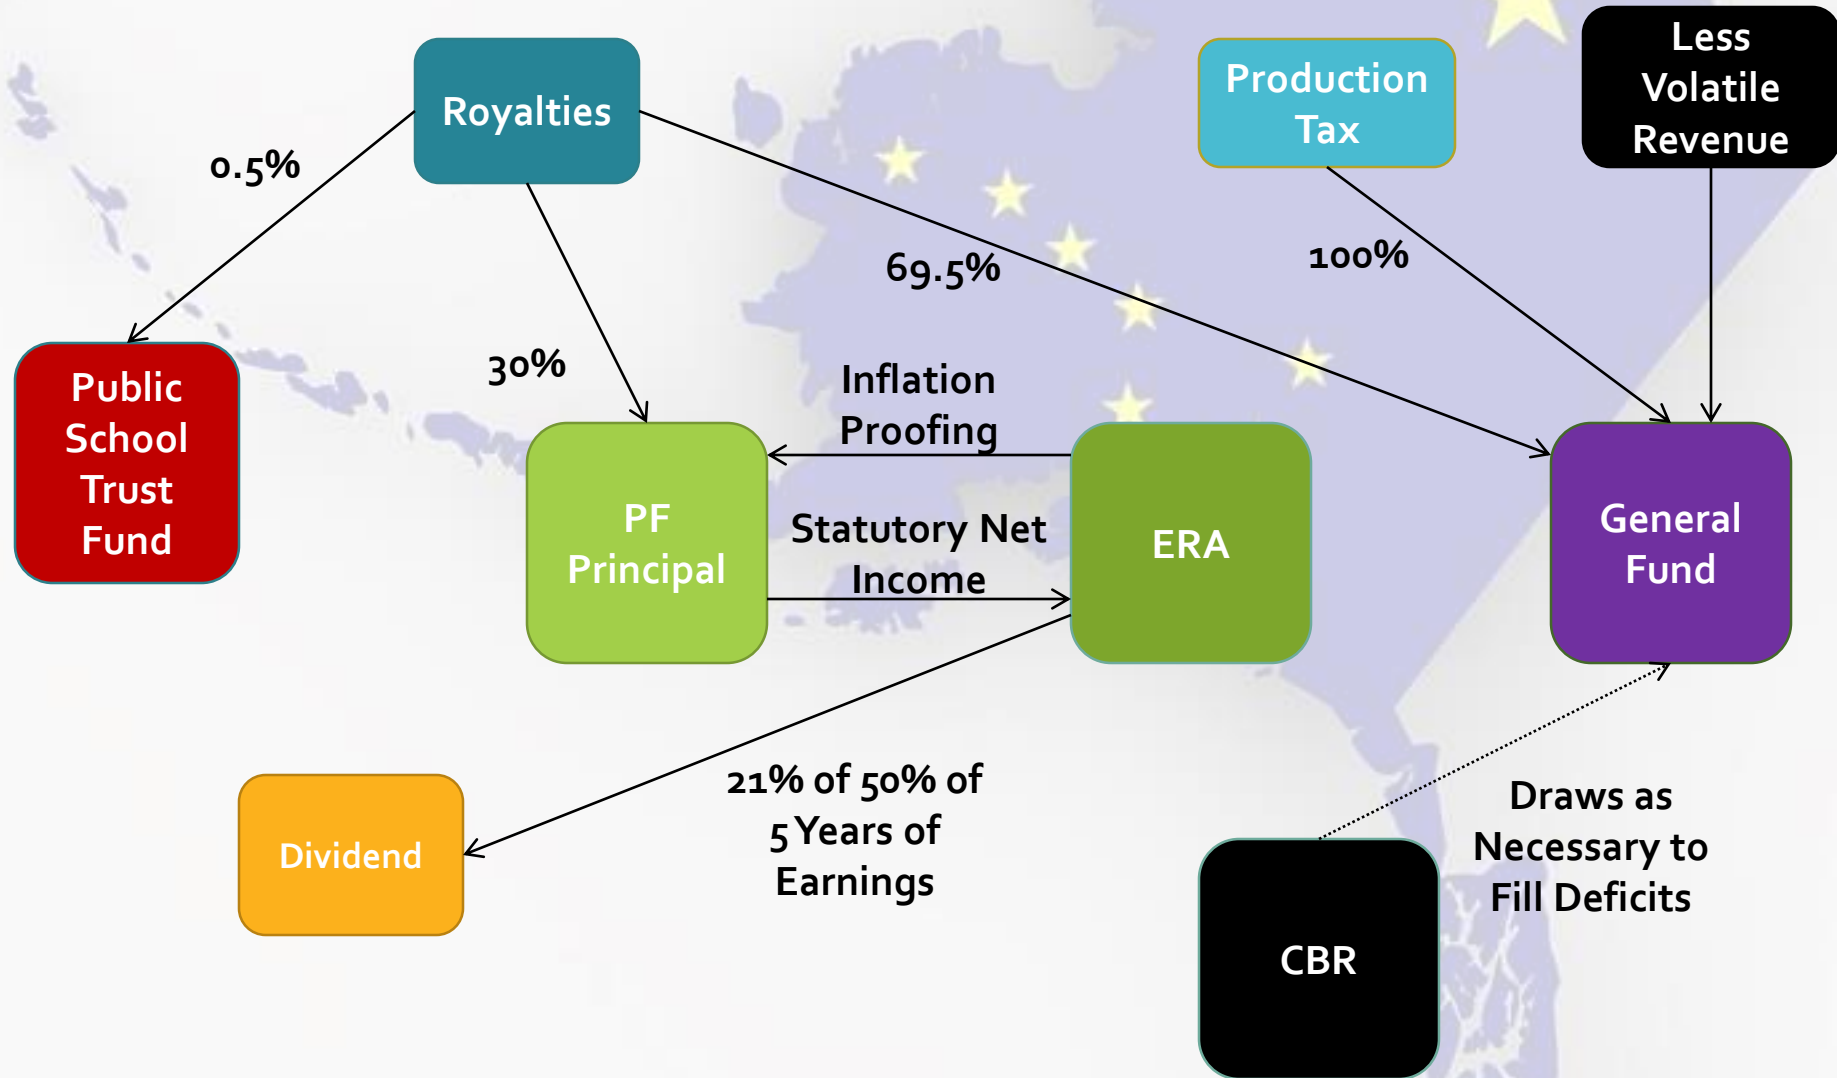 Royalties
Production
Tax
Less
Volatile
Revenue
0.5%
69.5%
100%
30%
Public
School
Trust
Fund
Inflation
Proofing
PF
Principal
Statutory Net
Income
ERA
General
Fund
Dividend
21% of 50% of
5 Years of
Earnings
Draws as
Necessary to
Fill Deficits
CBR